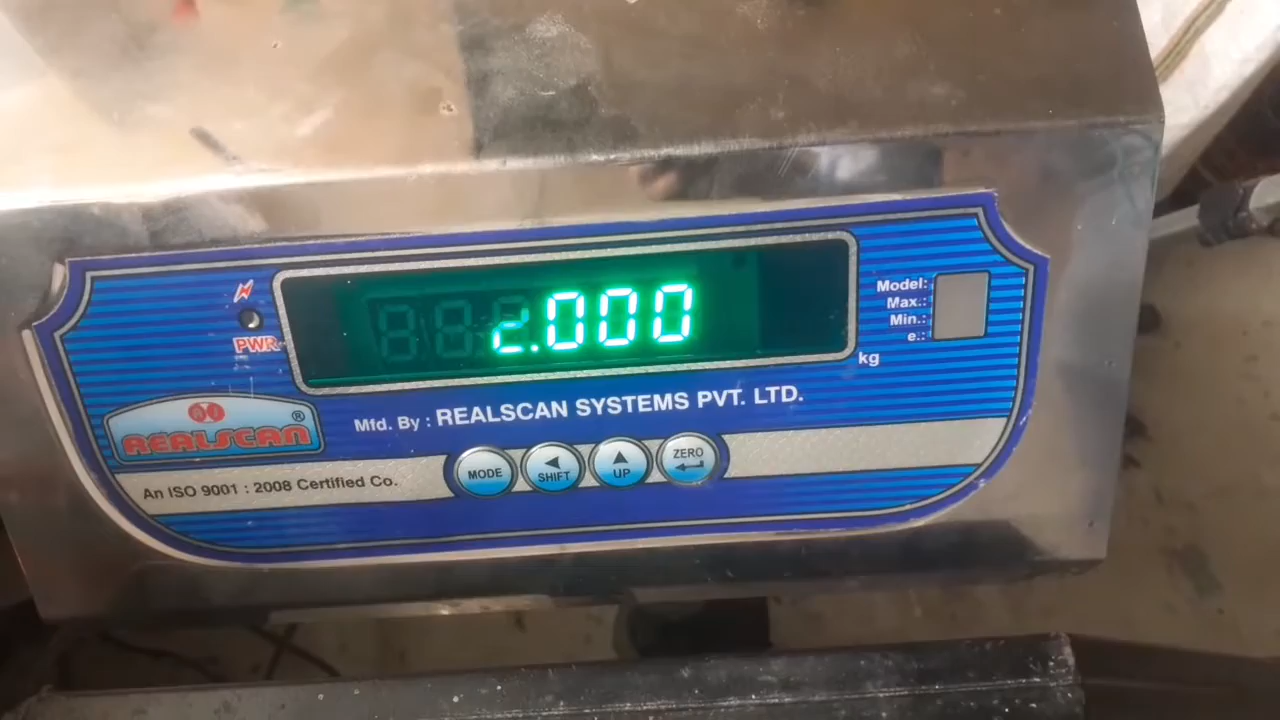 2.000
PWR
Model:
Max.:
Min.:
e.:
kg
Mfd. By : REALSCAN SYSTEMS PVT. LTD.
REALSCAN ®
MODE
SHIFT
UP
ZERO
An ISO 9001 : 2008 Certified Co.